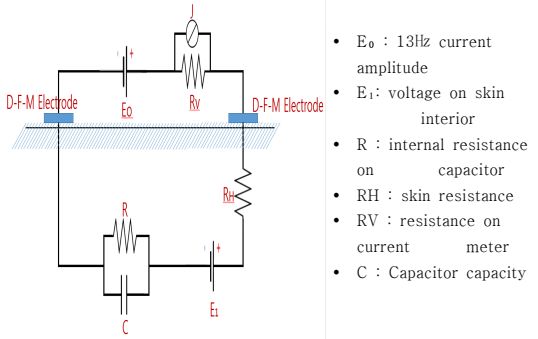 J
D-F-M Electrode
- +
E0
RV
D-F-M Electrode
RH
R
- +
E1
C
• E₀ : 13Hz current
amplitude
• E₁: voltage on skin
interior
• R : internal resistance
on capacitor
• RH : skin resistance
• RV : resistance on
current meter
• C : Capacitor capacity